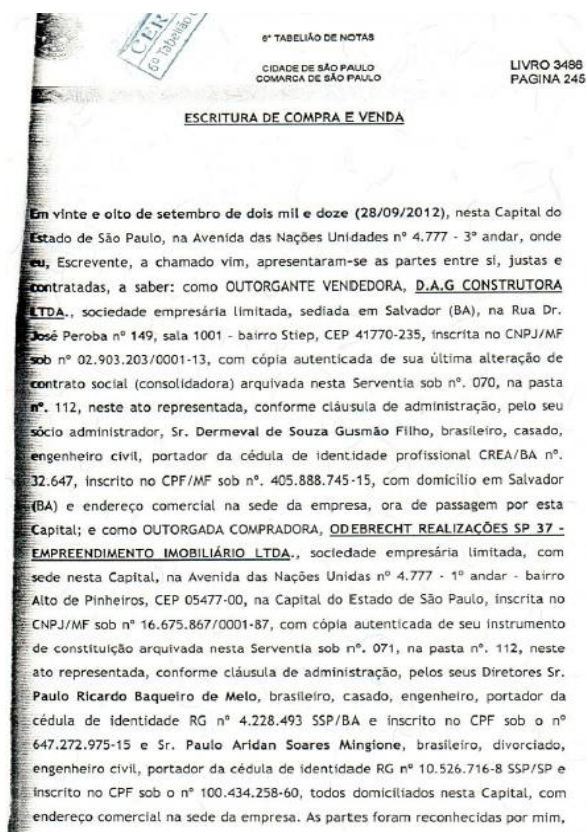 CER
6º Tabelião
6º TABELIÃO DE NOTAS
CIDADE DE SÃO PAULO
COMARCA DE SÃO PAULO
LIVRO 3486
PAGINA 245
ESCRITURA DE COMPRA E VENDA
Em vinte e oito de setembro de dois mil e doze (28/09/2012), nesta Capital do
Estado de São Paulo, na Avenida das Nações Unidades nº 4.777 - 3º andar, onde
eu, Escrevente, a chamado vim, apresentaram-se as partes entre si, justas e
contratadas, a saber: como OUTORGANTE VENDEDORA, D.A.G CONSTRUTORA
LTDA., sociedade empresária limitada, sediada em Salvador (BA), na Rua Dr.
José Peroba nº 149, sala 1001 - bairro Stiep, CEP 41770-235, inscrita no CNPJ/MF
sob nº 02.903.203/0001-13, com cópia autenticada de sua última alteração de
contrato social (consolidadora) arquivada nesta Serventia sob nº. 070, na pasta
nº. 112, neste ato representada, conforme cláusula de administração, pelo seu
sócio administrador, Sr. Dermeval de Souza Gusmão Filho, brasileiro, casado,
engenheiro civil, portador da cédula de identidade profissional CREA/BA nº.
32.647, inscrito no CPF/MF sob nº. 405.888.745-15, com domicílio em Salvador
(BA) e endereço comercial na sede da empresa, ora de passagem por esta
Capital; e como OUTORGADA COMPRADORA, ODEBRECHT REALIZAÇÕES SP 37 -
EMPREENDIMENTO IMOBILIÁRIO LTDA., sociedade empresária limitada, com
sede nesta Capital, na Avenida das Nações Unidas nº 4.777 - 1º andar - bairro
Alto de Pinheiros, CEP 05477-00, na Capital do Estado de São Paulo, inscrita no
CNPJ/MF sob nº 16.675.867/0001-87, com cópia autenticada de seu instrumento
de constituição arquivada nesta Serventia sob nº. 071, na pasta nº. 112, neste
ato representada, conforme cláusula de administração, pelos seus Diretores Sr.
Paulo Ricardo Baqueiro de Melo, brasileiro, casado, engenheiro, portador da
cédula de identidade RG nº 4.228.493 SSP/BA e inscrito no CPF sob o nº
647.272.975-15 e Sr. Paulo Aridan Soares Mingione, brasileiro, divorciado,
engenheiro civil, portador da cédula de identidade RG nº 10.526.716-8 SSP/SP e
inscrito no CPF sob o nº 100.434.258-60, todos domiciliados nesta Capital, com
endereço comercial na sede da empresa. As partes foram reconhecidas por mim,